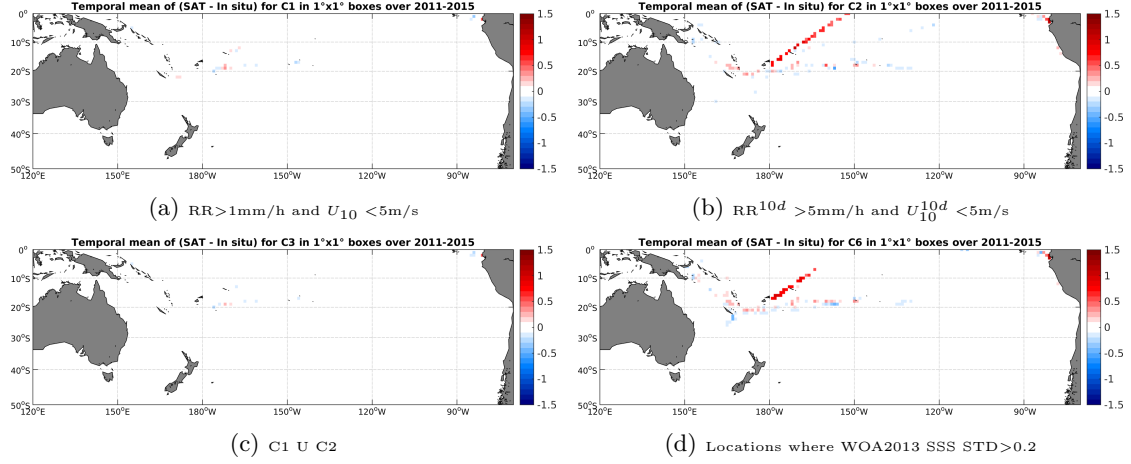 Temporal mean of (SAT - In situ) for C1 in 1°x1° boxes over 2011-2015
0°
10°S
20°S
30°S
40°S
50°S
120°E 150°E 180°W 150°W 120°W 90°W
1.5
1
0.5
0
-0.5
-1
-1.5
(a) RR>1mm/h and U10 <5m/s
Temporal mean of (SAT - In situ) for C2 in 1°x1° boxes over 2011-2015
0°
10°S
20°S
30°S
40°S
50°S
120°E 150°E 180°W 150°W 120°W 90°W
1.5
1
0.5
0
-0.5
-1
-1.5
(b) RR10d >5mm/h and U10d10 <5m/s
Temporal mean of (SAT - In situ) for C3 in 1°x1° boxes over 2011-2015
0°
10°S
20°S
30°S
40°S
50°S
120°E 150°E 180°W 150°W 120°W 90°W
1.5
1
0.5
0
-0.5
-1
-1.5
(c) C1 U C2
Temporal mean of (SAT - In situ) for C6 in 1°x1° boxes over 2011-2015
0°
10°S
20°S
30°S
40°S
50°S
120°E 150°E 180°W 150°W 120°W 90°W
1.5
1
0.5
0
-0.5
-1
-1.5
(d) Locations where WOA2013 SSS STD>0.2